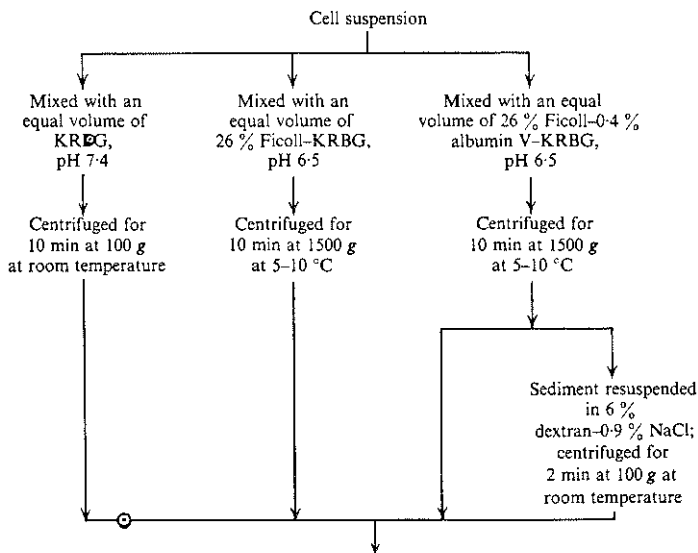 Cell suspension
Mixed with an
equal volume of
pH 7·4
Centrifuged for
10 min at 100 g
at room temperature
Mixed with an
equal volume of
26 % Ficoll–KRBG,
pH 6·5
Centrifuged for
10 min at 1500 g
at 5–10 °C
Mixed with an equal
volume of 26 % Ficoll–0·4 %
albumin V–KRBG,
pH 6·5
Centrifuged for
10 min at 1500 g
at 5–10 °C
Sediment resuspended
in 6 %
dextran–0·9 % NaCl;
centrifuged for
2 min at 100 g at
room temperature